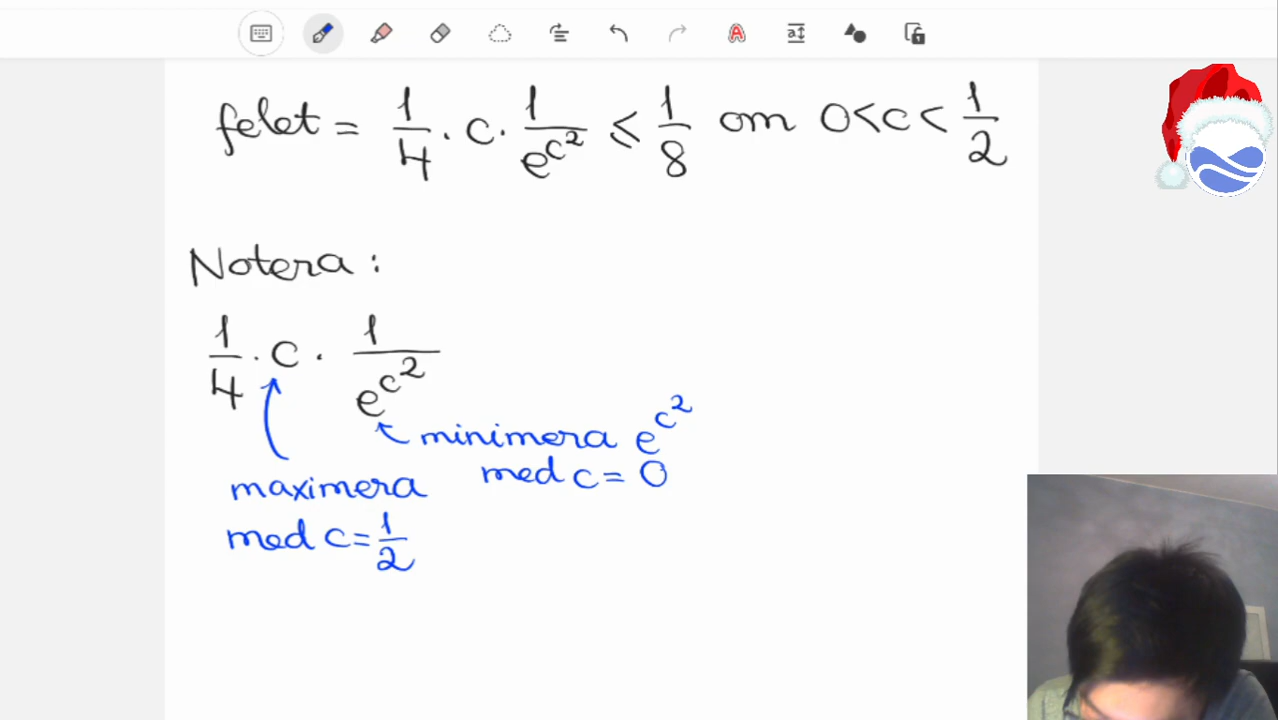 felet = 1/4 · c · 1/e^{c^2} ≤ 1/8 om 0<c<1/2
Notera :
1/4 · c · 1/e^{c^2}
minimera e^{c^2}
med c = 0
maximera
med c = 1/2